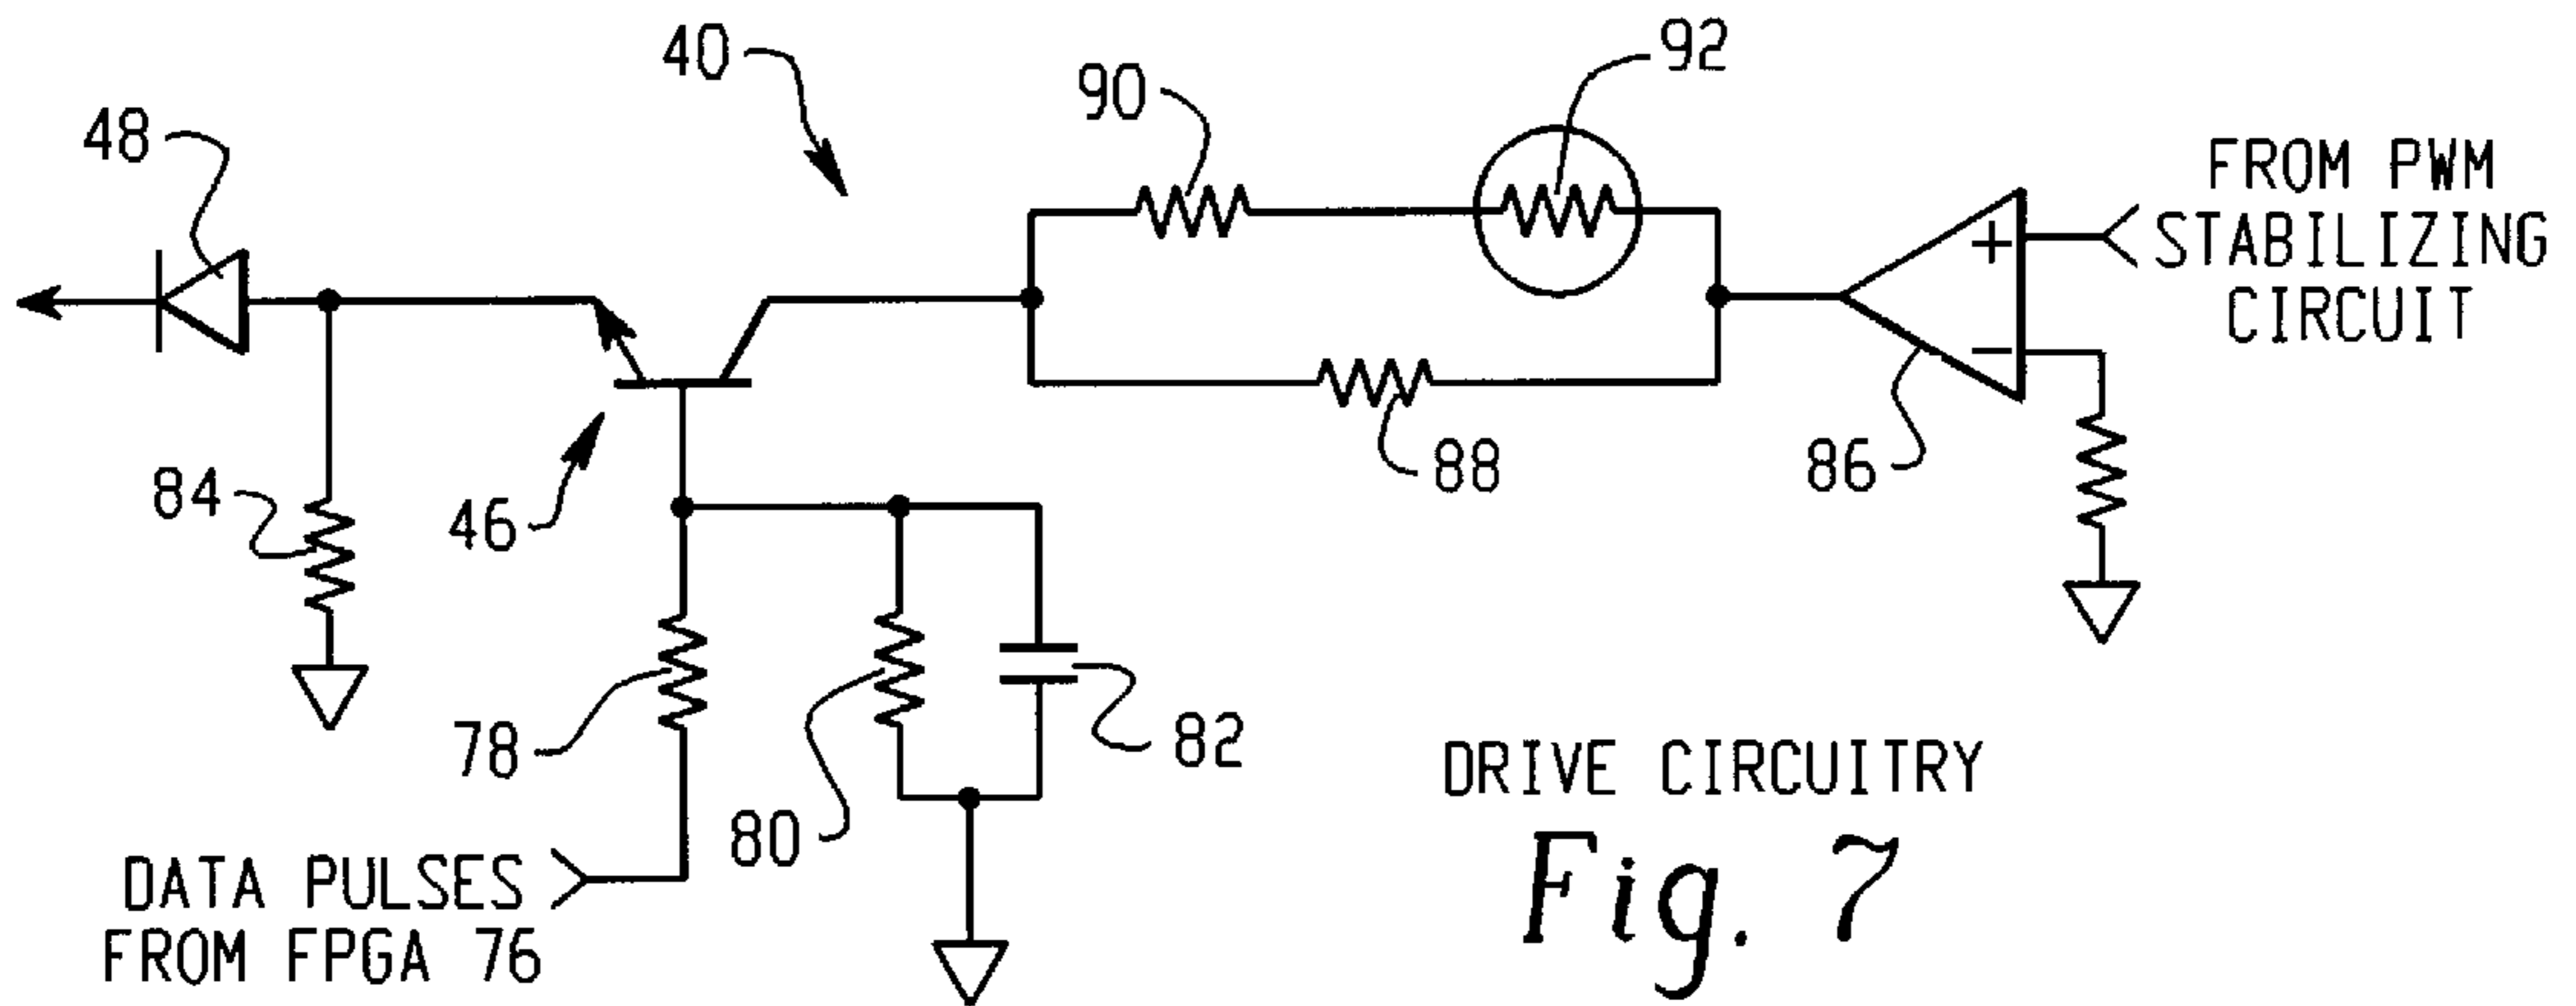 40
90
92
48
FROM PWM
STABILIZING
CIRCUIT
+
−
84
46
88
86
78
80
82
DATA PULSES
FROM FPGA 76
DRIVE CIRCUITRY
Fig. 7